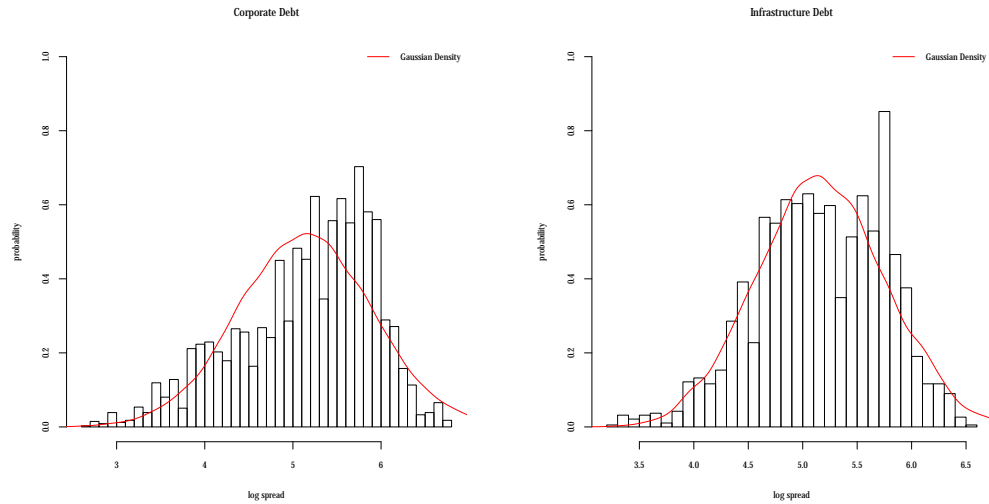 Corporate Debt
Gaussian Density
1.0
0.8
0.6
0.4
0.2
0.0
probability
3 4 5 6
log spread
Infrastructure Debt
Gaussian Density
1.0
0.8
0.6
0.4
0.2
0.0
probability
3.5 4.0 4.5 5.0 5.5 6.0 6.5
log spread